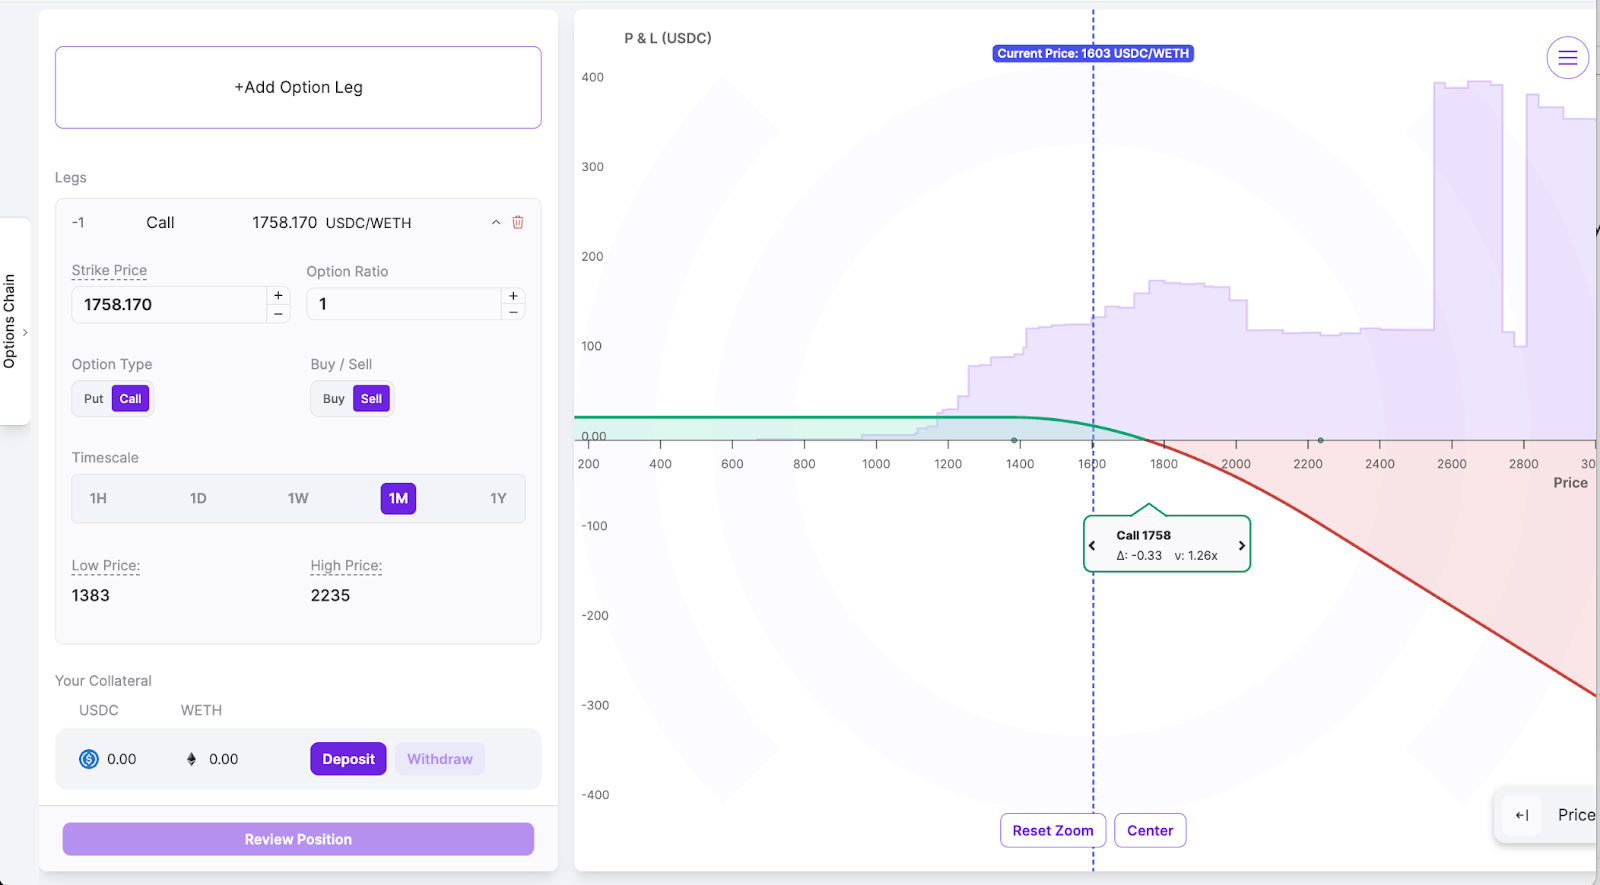 Options Chain
+Add Option Leg
Legs
-1 Call 1758.170 USDC/WETH
Strike Price Option Ratio
1758.170 + − 1 + −
Option Type Buy / Sell
Put Call Buy Sell
Timescale
1H 1D 1W 1M 1Y
Low Price: High Price:
1383 2235
Your Collateral
USDC WETH
0.00 0.00 Deposit Withdraw
Review Position
P & L (USDC)
Current Price: 1603 USDC/WETH
400
300
200
100
0.00
200 400 600 800 1000 1200 1400 1600 1800 2000 2200 2400 2600 2800 30
Price
-100
Call 1758
Δ: -0.33 ν: 1.26x
-200
-300
-400
Price
Reset Zoom Center